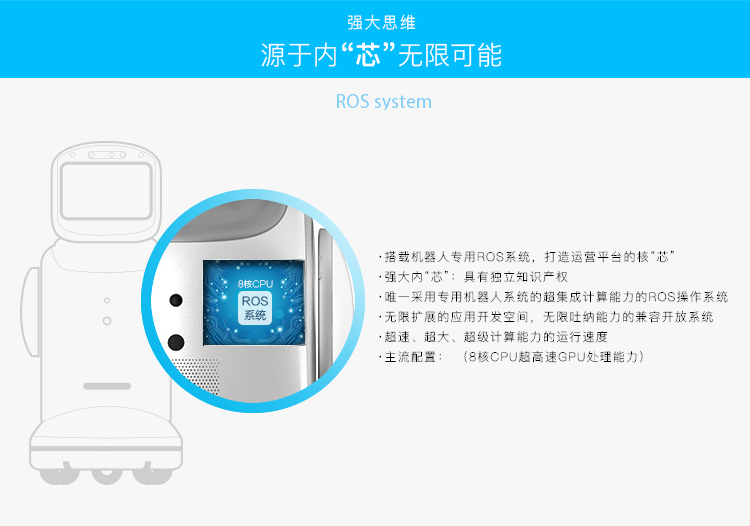 强大思维
源于内“芯”无限可能
ROS system
8核CPU
ROS
系统
·搭载机器人专用ROS系统，打造运营平台的核“芯”
·强大内“芯”：具有独立知识产权
·唯一采用专用机器人系统的超集成计算能力的ROS操作系统
·无限扩展的应用开发空间，无限吐纳能力的兼容开放系统
·超速、超大、超级计算能力的运行速度
·主流配置：（8核CPU超高速GPU处理能力）